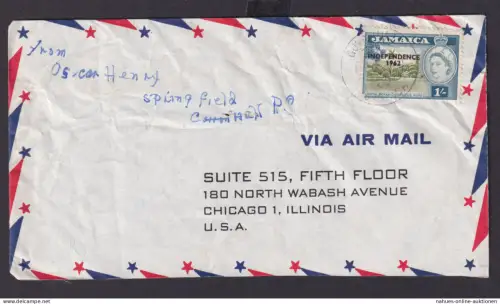 From
Oscar Henry
Spring field
P.O
JAMAICA
INDEPENDENCE
1962
1/-
VIA AIR MAIL
SUITE 515, FIFTH FLOOR
180 NORTH WABASH AVENUE
CHICAGO 1, ILLINOIS
U.S.A.